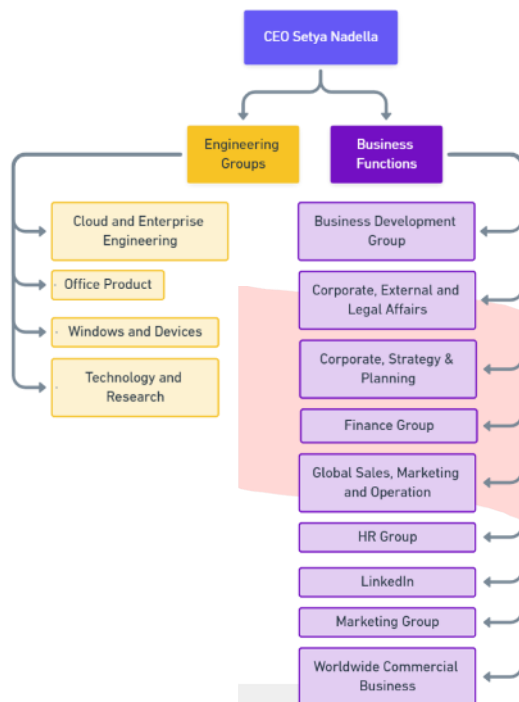 CEO Setya Nadella
Engineering
Groups
Business
Functions
Cloud and Enterprise
Engineering
Office Product
Windows and Devices
Technology and
Research
Business Development
Group
Corporate, External and
Legal Affairs
Corporate, Strategy &
Planning
Finance Group
Global Sales, Marketing
and Operation
HR Group
LinkedIn
Marketing Group
Worldwide Commercial
Business